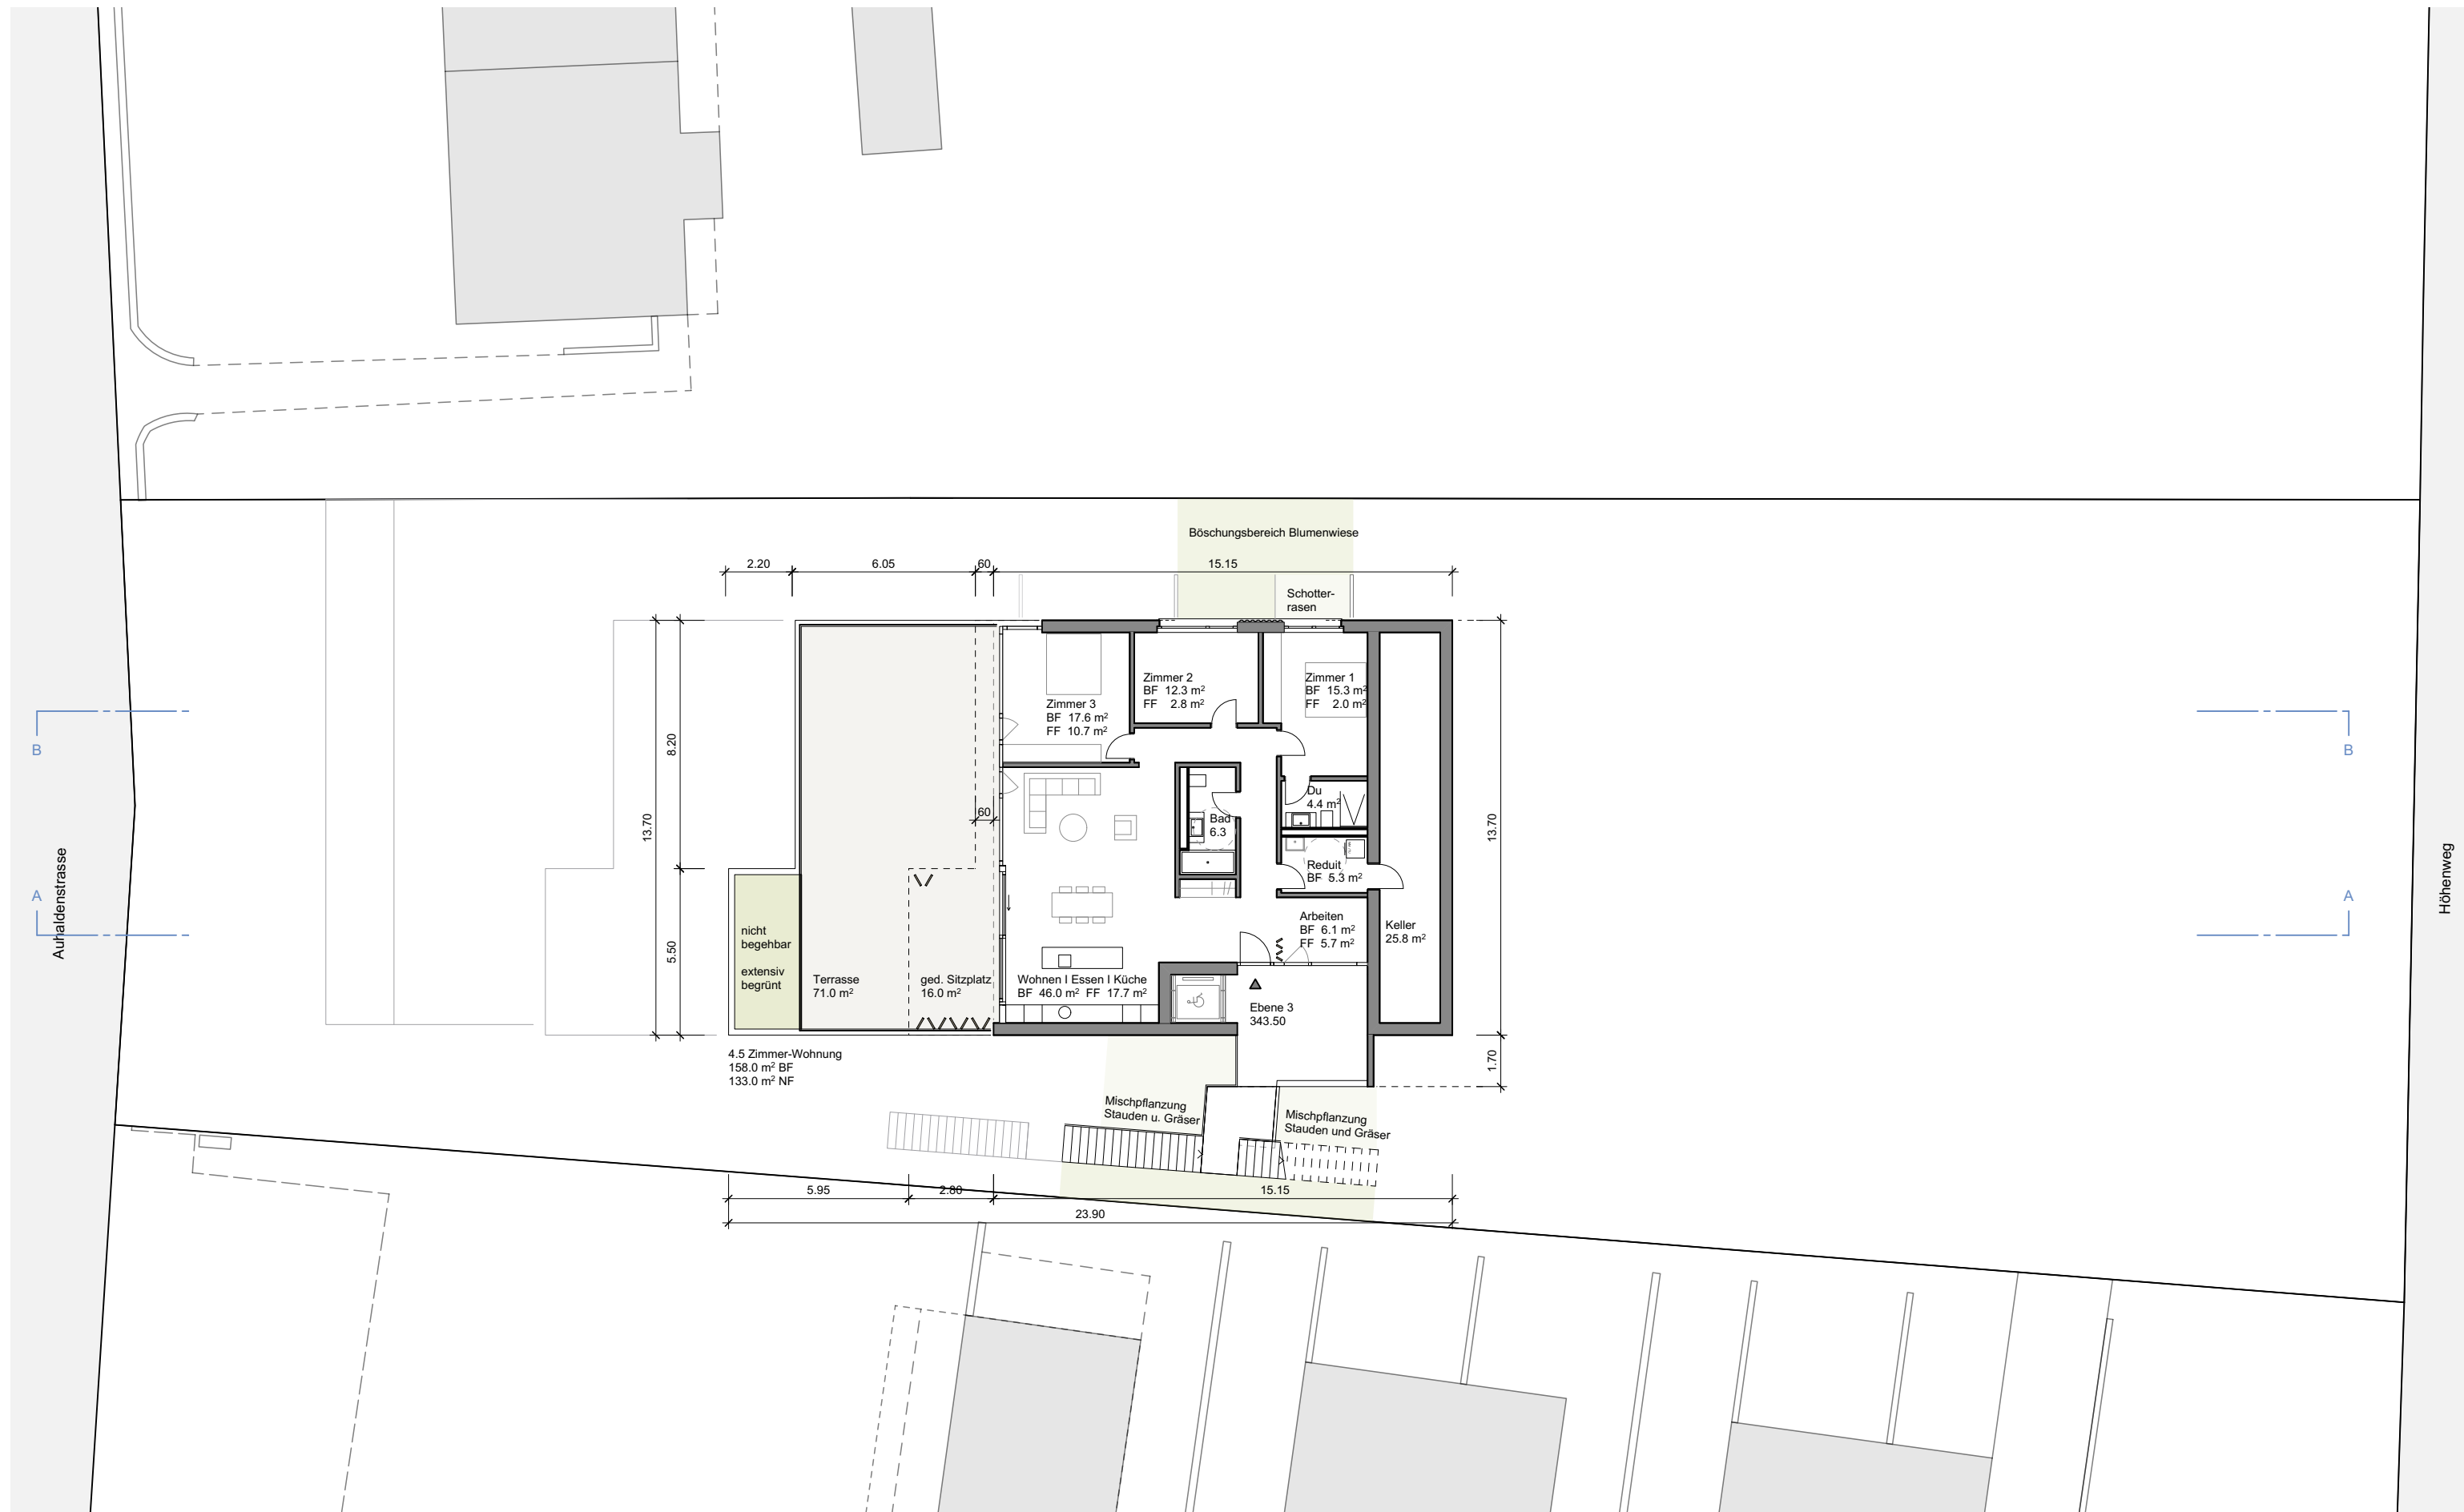 Böschungsbereich Blumenwiese
2.20
6.05
60
15.15
Schotter-
rasen
13.70
8.20
5.50
13.70
1.70
60
Zimmer 3
BF 17.6 m²
FF 10.7 m²
Zimmer 2
BF 12.3 m²
FF 2.8 m²
Zimmer 1
BF 15.3 m²
FF 2.0 m²
Du
4.4 m²
Bad
6.3
Reduit
BF 5.3 m²
Arbeiten
BF 6.1 m²
FF 5.7 m²
Keller
25.8 m²
nicht
begehbar
extensiv
begrünt
Terrasse
71.0 m²
ged. Sitzplatz
16.0 m²
Wohnen I Essen I Küche
BF 46.0 m² FF 17.7 m²
Ebene 3
343.50
4.5 Zimmer-Wohnung
158.0 m² BF
133.0 m² NF
Mischpflanzung
Stauden u. Gräser
Mischpflanzung
Stauden und Gräser
5.95
2.80
15.15
23.90
B
A
Auhaldenstrasse
B
A
Höhenweg